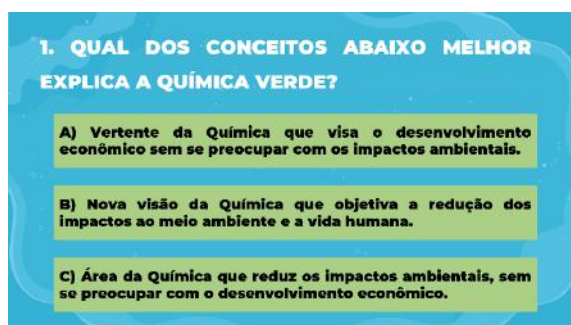 1. QUAL DOS CONCEITOS ABAIXO MELHOR
EXPLICA A QUÍMICA VERDE?
A) Vertente da Química que visa o desenvolvimento
econômico sem se preocupar com os impactos ambientais.
B) Nova visão da Química que objetiva a redução dos
impactos ao meio ambiente e a vida humana.
C) Área da Química que reduz os impactos ambientais, sem
se preocupar com o desenvolvimento econômico.